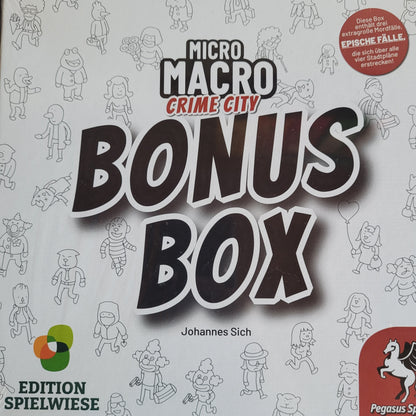 MICRO
MACRO
CRIME CITY
Diese Box
enthält drei
extragroße Mordfälle,
EPISCHE FÄLLE,
die sich über alle
vier Stadtpläne
erstrecken!
BONUS
BOX
Johannes Sich
EDITION
SPIELWIESE
Pegasus Sp